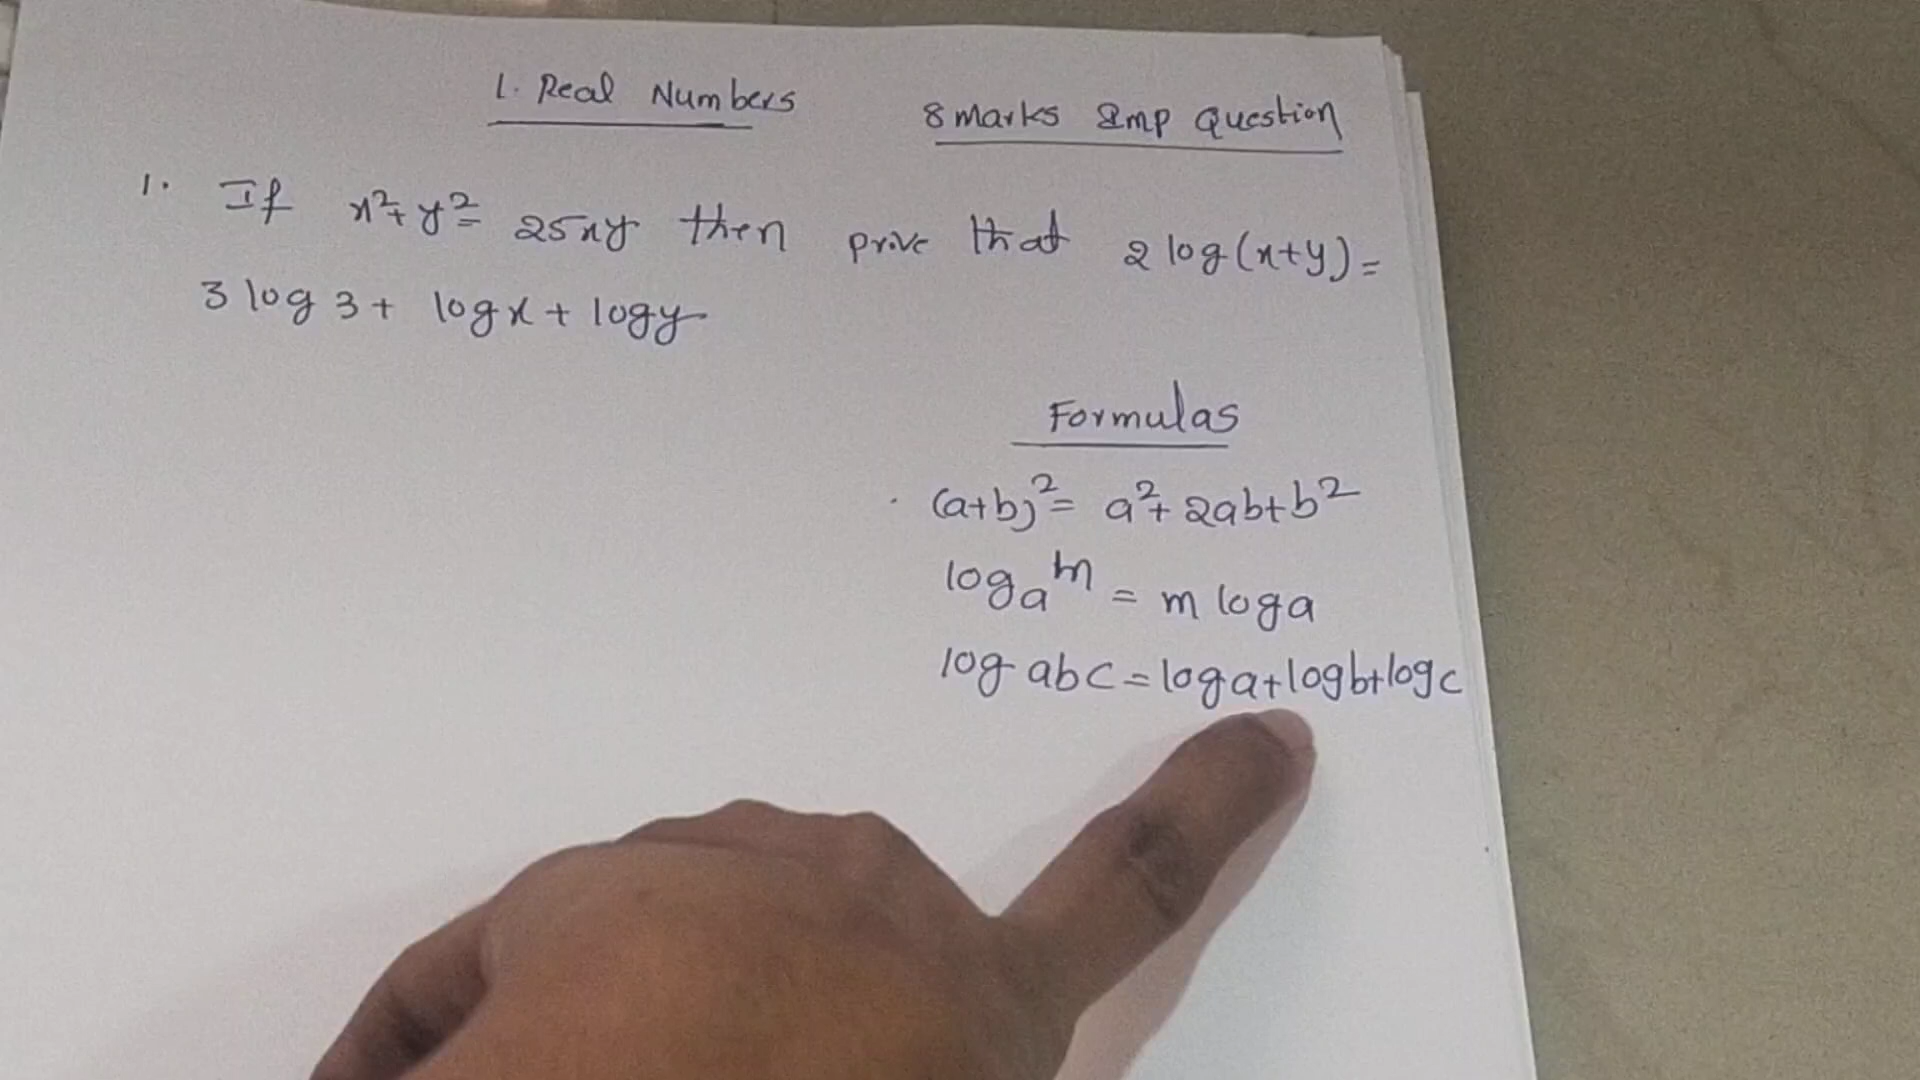 1. Real Numbers
8 marks Imp Question
1. If x²+y²= 25xy then prove that 2 log(x+y)=
3 log 3 + log x + log y
Formulas
(a+b)²= a²+2ab+b²
log a^m = m log a
log abc = log a+log b+log c